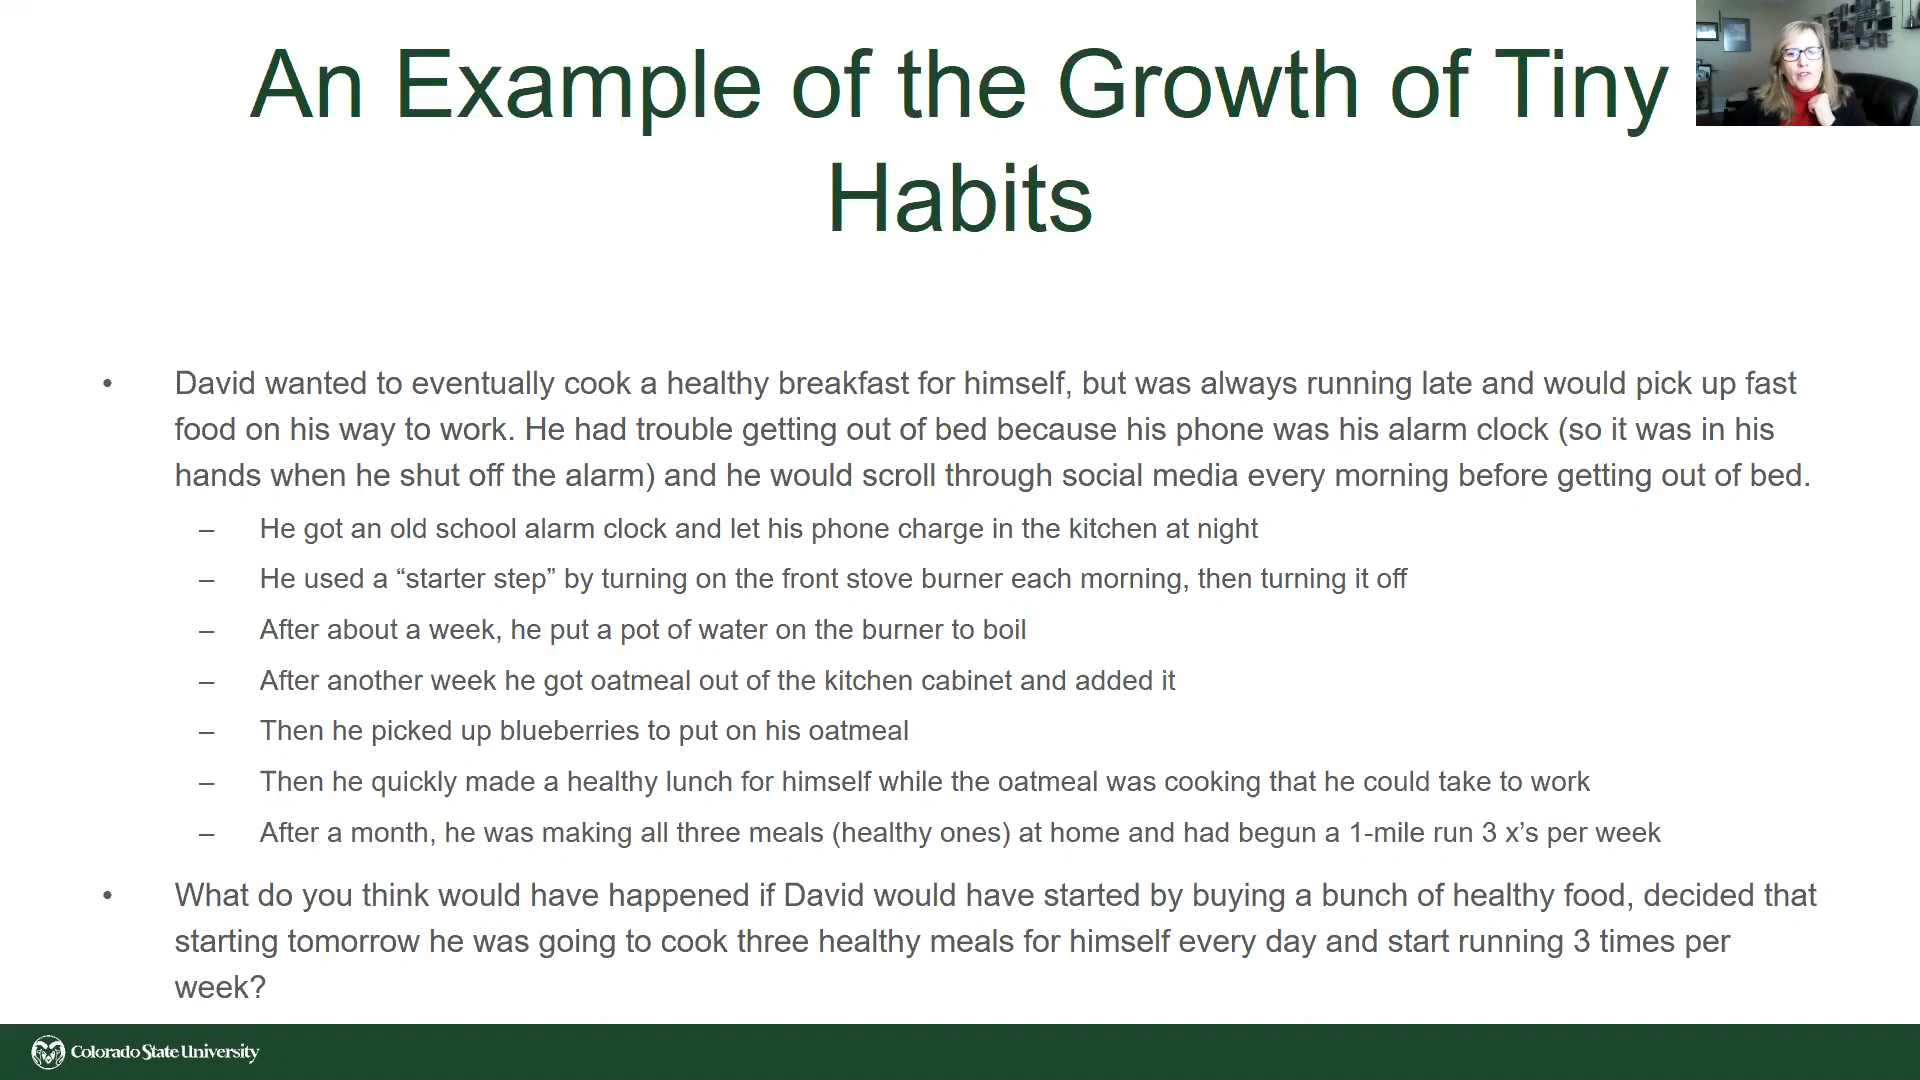 An Example of the Growth of Tiny
Habits
• David wanted to eventually cook a healthy breakfast for himself, but was always running late and would pick up fast
food on his way to work. He had trouble getting out of bed because his phone was his alarm clock (so it was in his
hands when he shut off the alarm) and he would scroll through social media every morning before getting out of bed.
– He got an old school alarm clock and let his phone charge in the kitchen at night
– He used a “starter step” by turning on the front stove burner each morning, then turning it off
– After about a week, he put a pot of water on the burner to boil
– After another week he got oatmeal out of the kitchen cabinet and added it
– Then he picked up blueberries to put on his oatmeal
– Then he quickly made a healthy lunch for himself while the oatmeal was cooking that he could take to work
– After a month, he was making all three meals (healthy ones) at home and had begun a 1-mile run 3 x’s per week
• What do you think would have happened if David would have started by buying a bunch of healthy food, decided that
starting tomorrow he was going to cook three healthy meals for himself every day and start running 3 times per
week?
Colorado State University